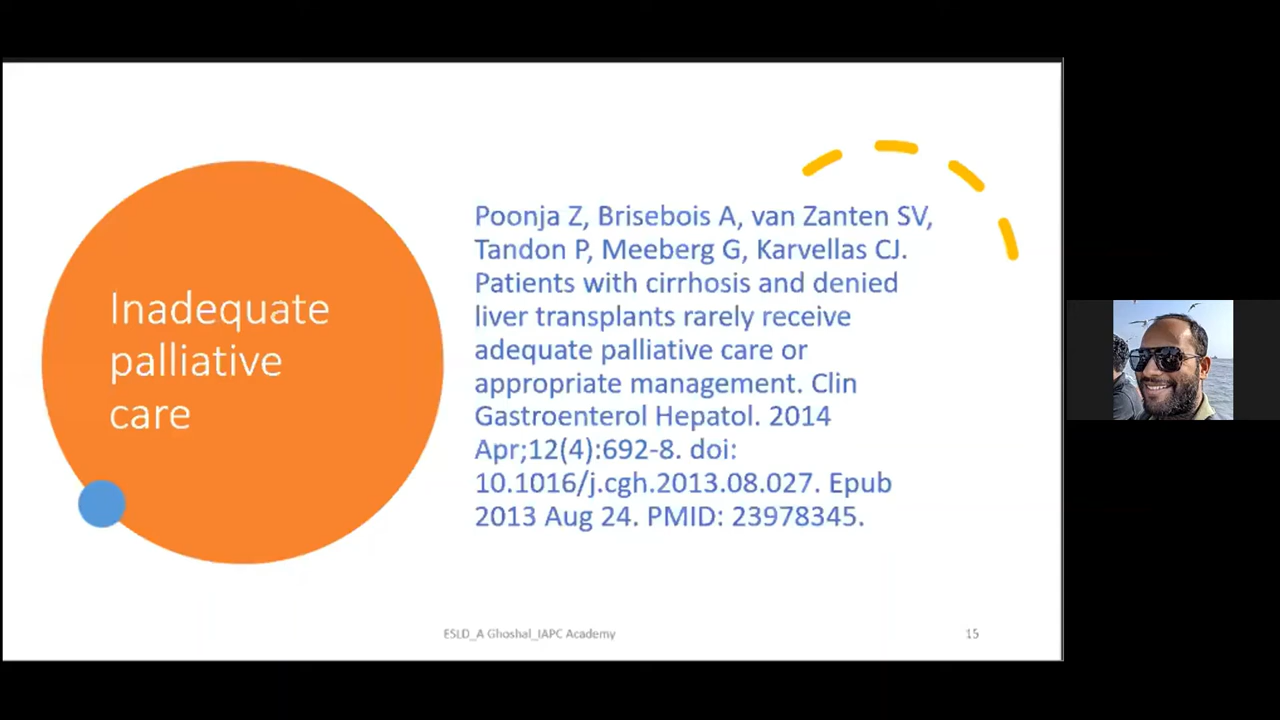 Inadequate
palliative
care
Poonja Z, Brisebois A, van Zanten SV,
Tandon P, Meeberg G, Karvellas CJ.
Patients with cirrhosis and denied
liver transplants rarely receive
adequate palliative care or
appropriate management. Clin
Gastroenterol Hepatol. 2014
Apr;12(4):692-8. doi:
10.1016/j.cgh.2013.08.027. Epub
2013 Aug 24. PMID: 23978345.
ESLD_A Ghoshal_IAPC Academy
15